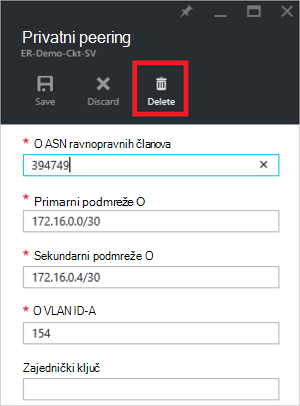 Privatni peering
ER-Demo-Ckt-SV
Save Discard Delete
* O ASN ravnopravnih članova
394749
* Primarni podmreže O
172.16.0.0/30
* Sekundarni podmreže O
172.16.0.4/30
* O VLAN ID-A
154
Zajednički ključ